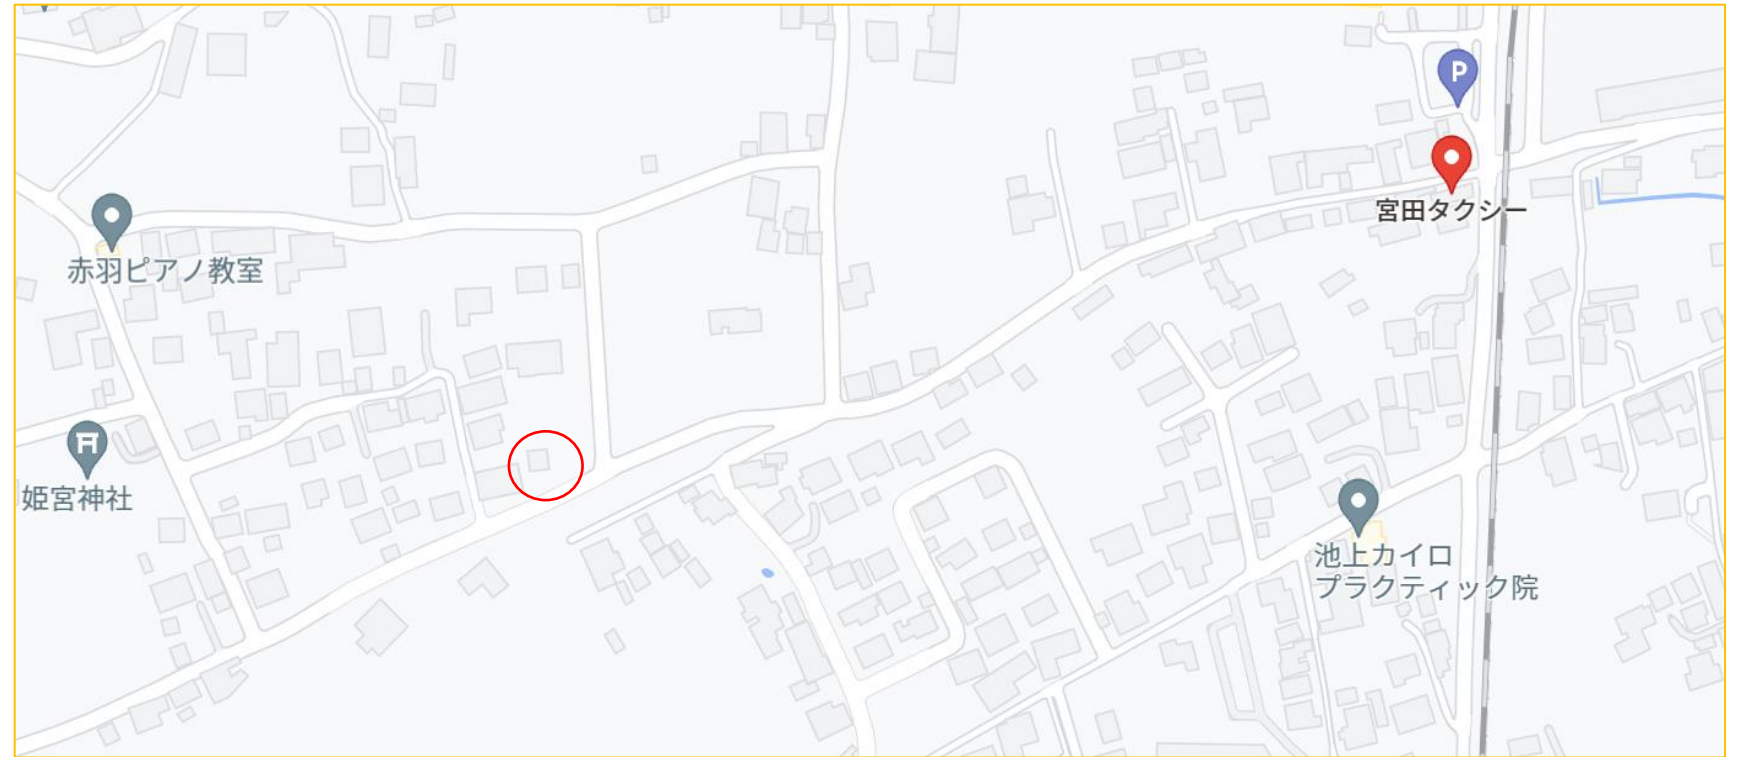 P
宮田タクシー
赤羽ピアノ教室
姫宮神社
池上カイロ
プラクティック院